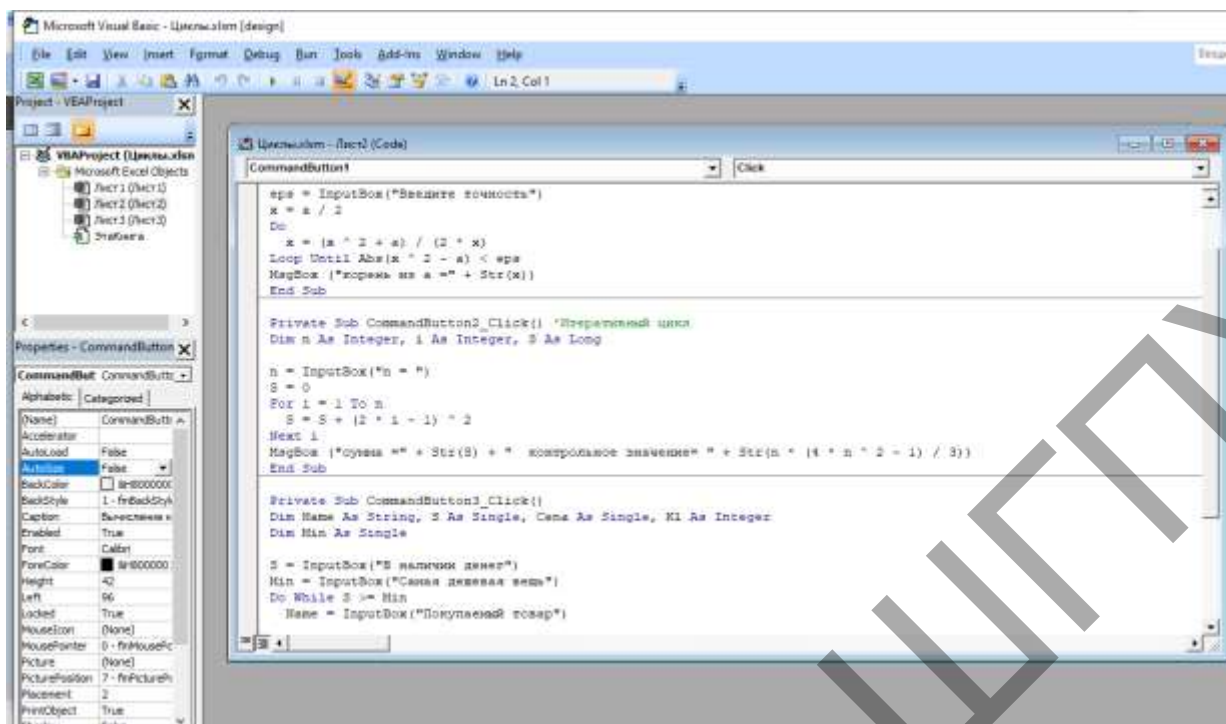 Microsoft Visual Basic - Циклы.xlsm [design]
File Edit View Insert Format Debug Run Tools Add-Ins Window Help
Ln 2, Col 1
Project - VBAProject
VBAProject (Циклы.xlsm
Microsoft Excel Objects
Лист1 (Лист1)
Лист2 (Лист2)
Лист3 (Лист3)
ЭтаКнига
Properties - CommandButton
CommandBut CommandButto
Alphabetic Categorized
(Name) CommandButto
Accelerator
AutoLoad False
AutoSize False
BackColor &H8000000
BackStyle 1 - fmBackStyle
Caption Вычисление к
Enabled True
Font Calibri
ForeColor &H800000
Height 42
Left 96
Locked True
MouseIcon (None)
MousePointer 0 - fmMousePo
Picture (None)
PicturePosition 7 - fmPicturePo
Placement 2
PrintObject True
Циклы.xlsm - Лист2 (Code)
CommandButton1 Click
eps = InputBox("Введите точность")
x = a / 2
Do
x = (x ^ 2 + a) / (2 * x)
Loop Until Abs(x ^ 2 - a) < eps
MsgBox ("корень из a =" + Str(x))
End Sub
Private Sub CommandButton2_Click() 'Итеративный цикл
Dim n As Integer, i As Integer, S As Long
n = InputBox("n = ")
S = 0
For i = 1 To n
S = S + (2 * i - 1) ^ 2
Next i
MsgBox ("сумма =" + Str(S) + " контрольное значение= " + Str(n * (4 * n ^ 2 - 1) / 3))
End Sub
Private Sub CommandButton3_Click()
Dim Name As String, S As Single, Cena As Single, Kl As Integer
Dim Min As Single
S = InputBox("В наличии денег")
Min = InputBox("Самая дешевая вещь")
Do While S >= Min
Name = InputBox("Покупаемый товар")